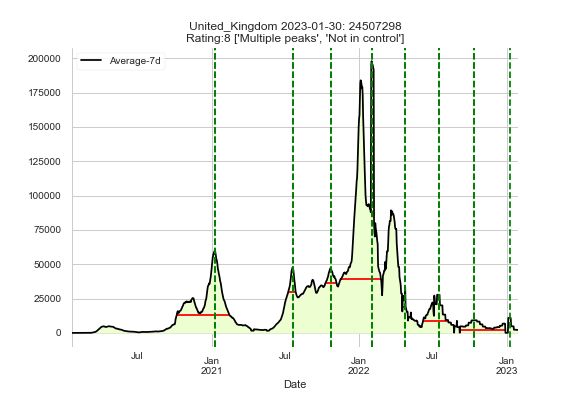 United_Kingdom 2023-01-30: 24507298
Rating:8 ['Multiple peaks', 'Not in control']
Average-7d
200000
175000
150000
125000
100000
75000
50000
25000
0
Jul
Jan
2021
Jul
Jan
2022
Jul
Jan
2023
Date